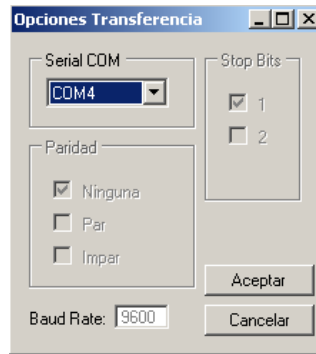 Opciones Transferencia
Serial COM
COM4
Stop Bits
1
2
Paridad
Ninguna
Par
Impar
Baud Rate: 9600
Aceptar
Cancelar